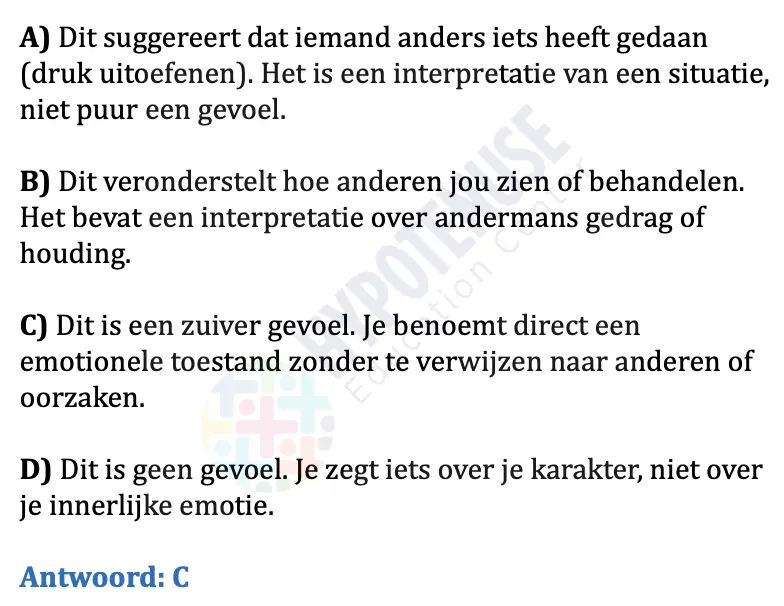 A) Dit suggereert dat iemand anders iets heeft gedaan
(druk uitoefenen). Het is een interpretatie van een situatie,
niet puur een gevoel.
B) Dit veronderstelt hoe anderen jou zien of behandelen.
Het bevat een interpretatie over andermans gedrag of
houding.
C) Dit is een zuiver gevoel. Je benoemt direct een
emotionele toestand zonder te verwijzen naar anderen of
oorzaken.
D) Dit is geen gevoel. Je zegt iets over je karakter, niet over
je innerlijke emotie.
Antwoord: C
HYPOTENUSE
Education Center